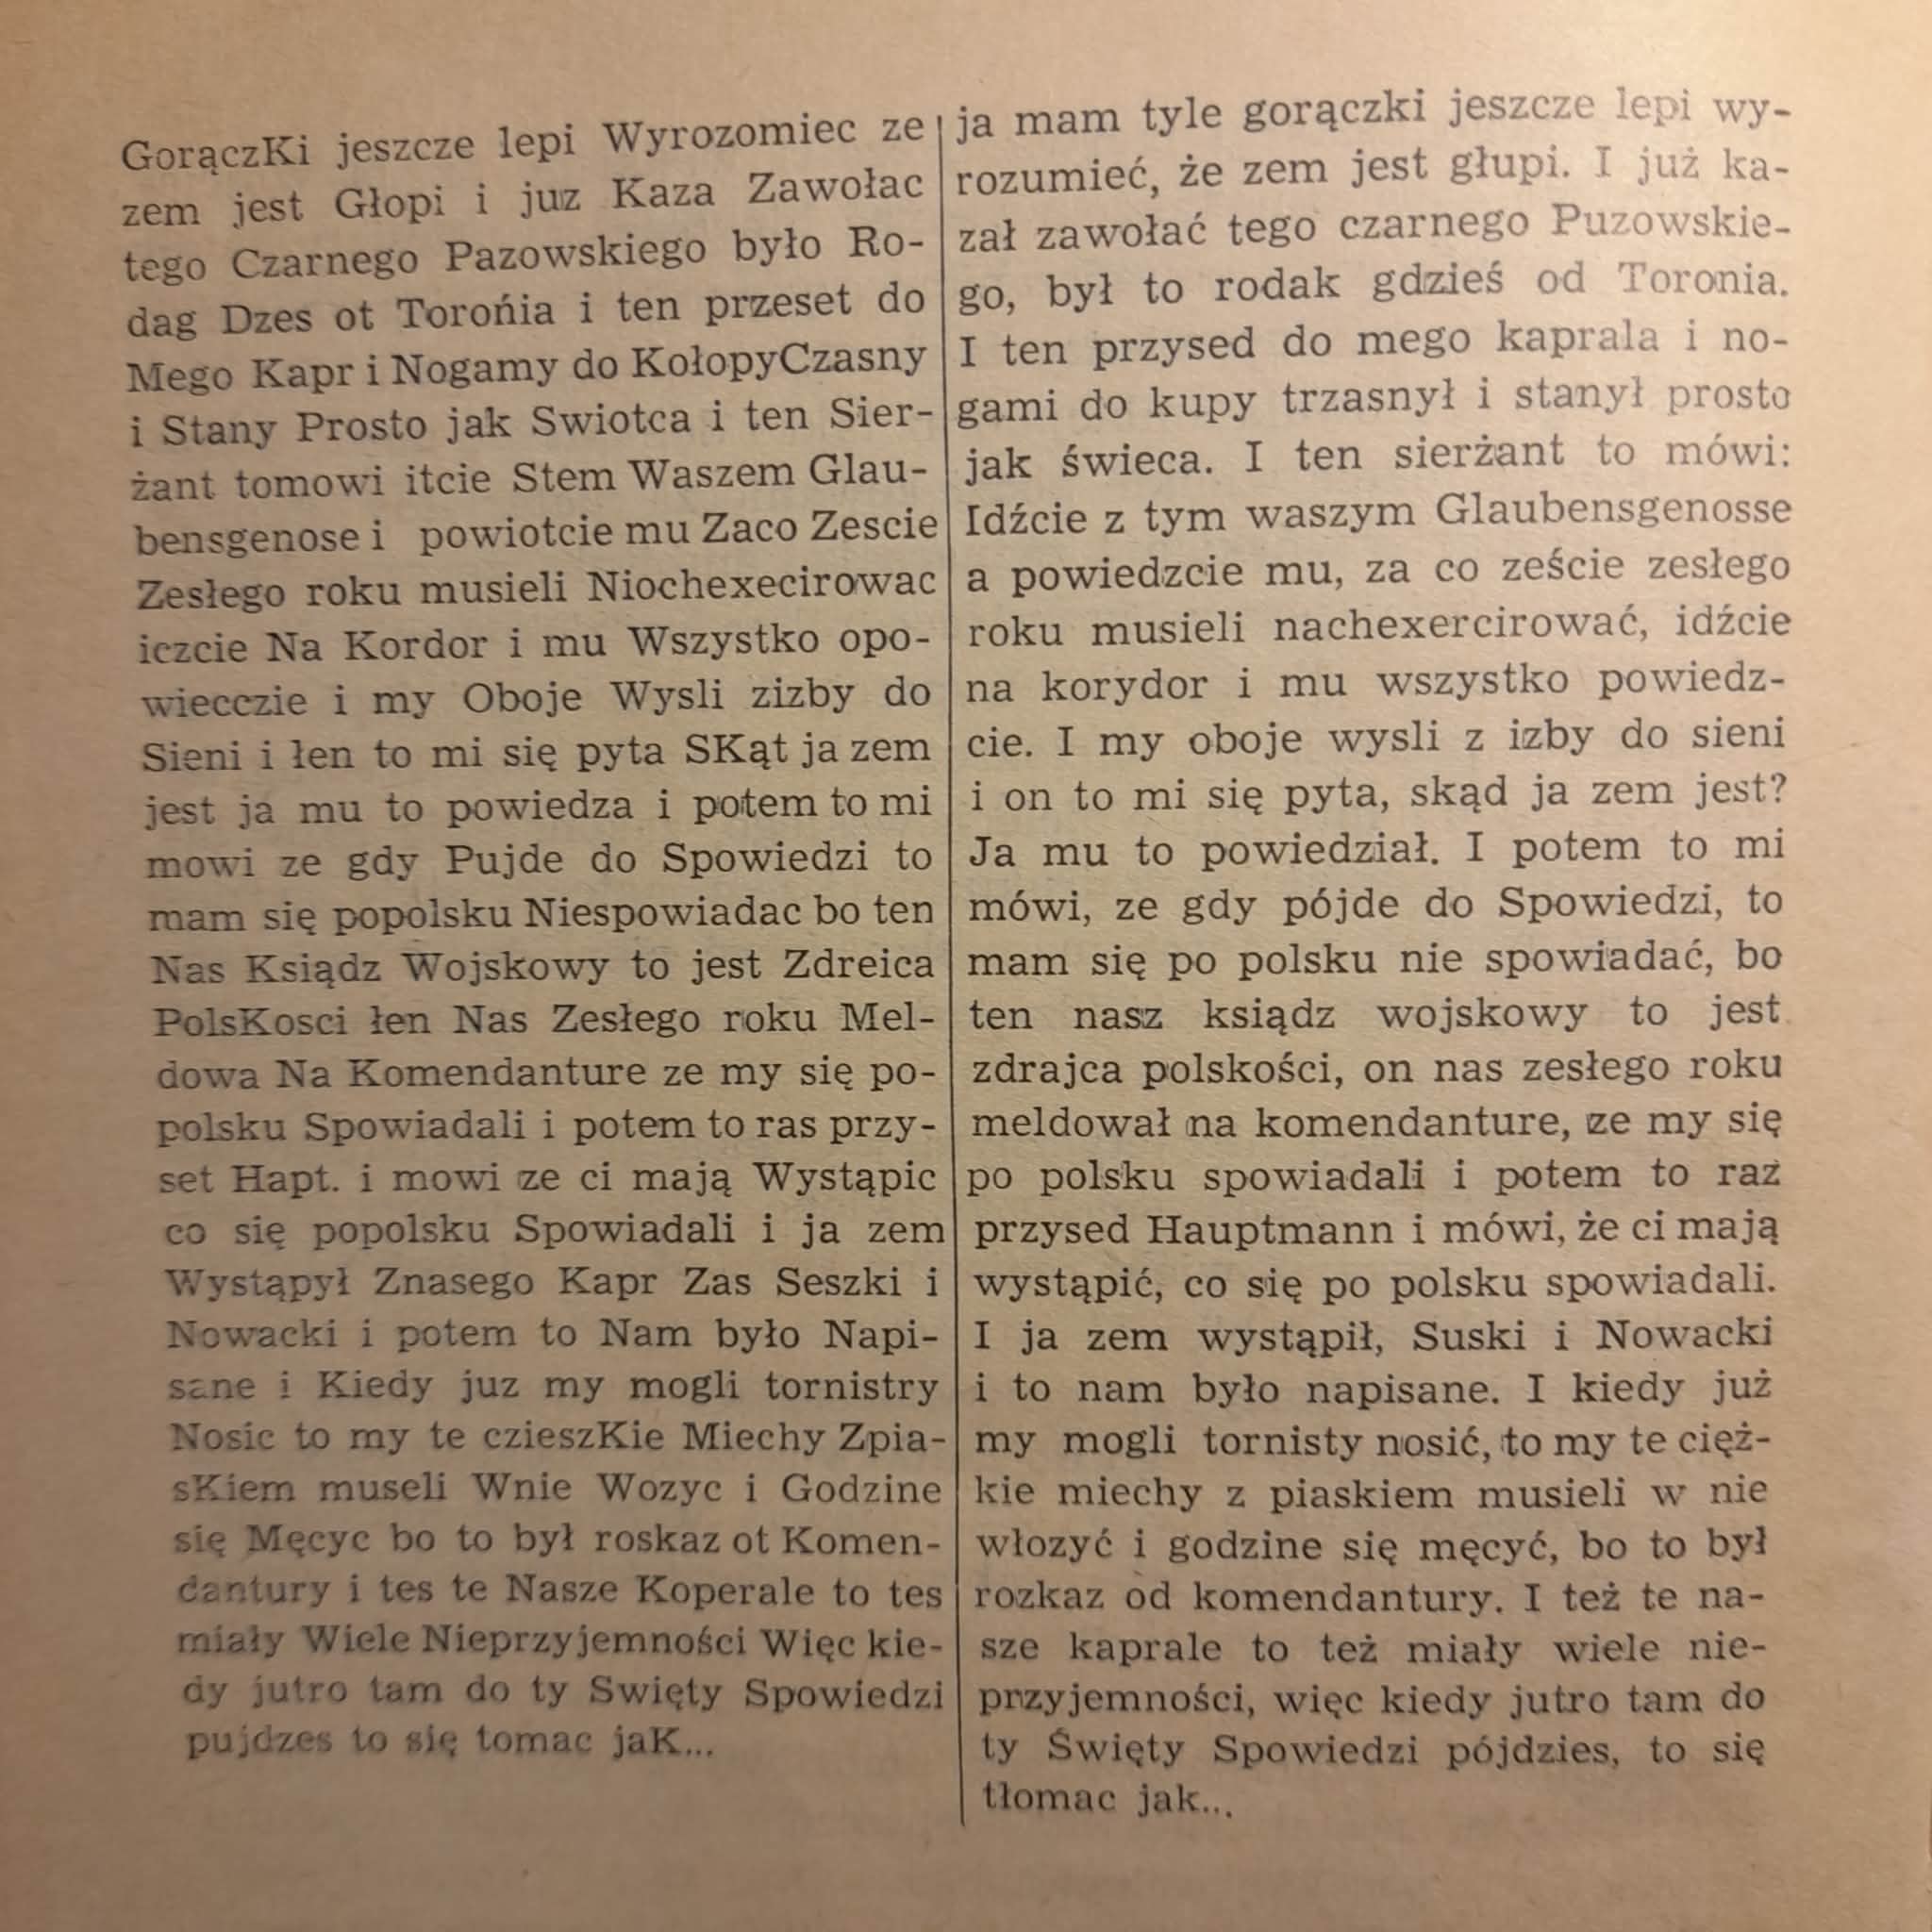 GorączKi jeszcze lepi Wyrozomiec ze
zem jest Głopi i juz Kaza Zawołac
tego Czarnego Pazowskiego było Ro-
dag Dzes ot Torońia i ten przeset do
Mego Kapr i Nogamy do KołopyCzasny
i Stany Prosto jak Swiotca i ten Sier-
żant tomowi itcie Stem Waszem Glau-
bensgenose i powiotcie mu Zaco Zescie
Zesłego roku musieli Niochexecirowac
iczcie Na Kordor i mu Wszystko opo-
wiecczie i my Oboje Wysli zizby do
Sieni i łen to mi się pyta SKąt ja zem
jest ja mu to powiedza i potem to mi
mowi ze gdy Pujde do Spowiedzi to
mam się popolsku Niespowiadac bo ten
Nas Ksiądz Wojskowy to jest Zdreica
PolsKosci łen Nas Zesłego roku Mel-
dowa Na Komendanture ze my się po-
polsku Spowiadali i potem to ras przy-
set Hapt. i mowi ze ci mają Wystąpic
co się popolsku Spowiadali i ja zem
Wystąpył Znasego Kapr Zas Seszki i
Nowacki i potem to Nam było Napi-
sane i Kiedy juz my mogli tornistry
Nosic to my te czieszKie Miechy Zpia-
sKiem museli Wnie Wozyc i Godzine
się Męcyc bo to był roskaz ot Komen-
dantury i tes te Nasze Koperale to tes
miały Wiele Nieprzyjemności Więc kie-
dy jutro tam do ty Swięty Spowiedzi
pujdzes to się tomac jaK...
ja mam tyle gorączki jeszcze lepi wy-
rozumieć, że zem jest głupi. I już ka-
zał zawołać tego czarnego Puzowskie-
go, był to rodak gdzieś od Toronia.
I ten przysed do mego kaprala i no-
gami do kupy trzasnył i stanył prosto
jak świeca. I ten sierżant to mówi:
Idźcie z tym waszym Glaubensgenosse
a powiedzcie mu, za co zeście zesłego
roku musieli nachexercirować, idźcie
na korydor i mu wszystko powiedz-
cie. I my oboje wysli z izby do sieni
i on to mi się pyta, skąd ja zem jest?
Ja mu to powiedział. I potem to mi
mówi, ze gdy pójde do Spowiedzi, to
mam się po polsku nie spowiadać, bo
ten nasz ksiądz wojskowy to jest
zdrajca polskości, on nas zesłego roku
meldował na komendanture, ze my się
po polsku spowiadali i potem to raz
przysed Hauptmann i mówi, że ci mają
wystąpić, co się po polsku spowiadali.
I ja zem wystąpił, Suski i Nowacki
i to nam było napisane. I kiedy już
my mogli tornisty nosić, to my te cięż-
kie miechy z piaskiem musieli w nie
włozyć i godzine się męcyć, bo to był
rozkaz od komendantury. I też te na-
sze kaprale to też miały wiele nie-
przyjemności, więc kiedy jutro tam do
ty Święty Spowiedzi pójdzies, to się
tłomac jak...